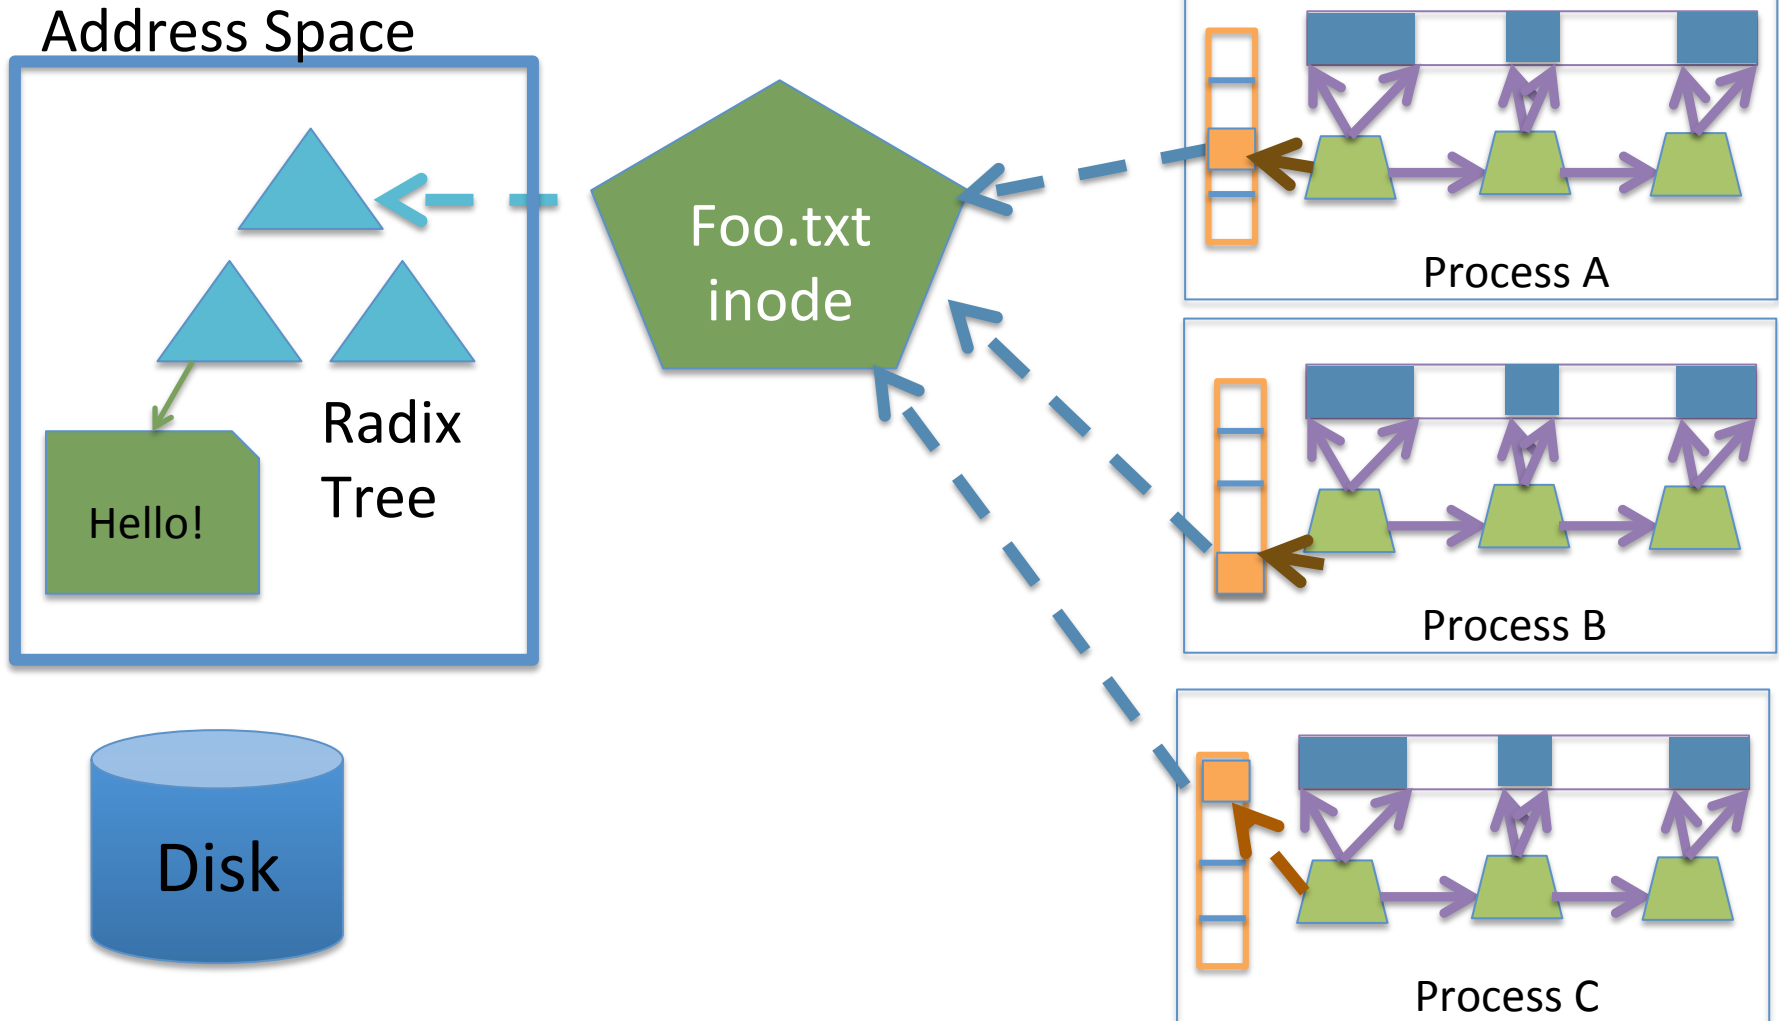 Address Space
Foo.txt
inode
Radix
Tree
Hello!
Disk
Process A
Process B
Process C